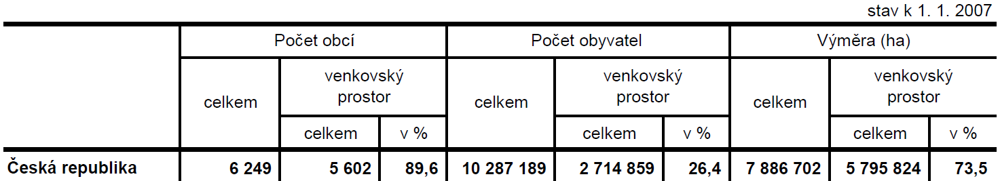 stav k 1. 1. 2007
Počet obcí Počet obyvatel Výměra (ha)
celkem venkovský prostor celkem venkovský prostor celkem venkovský prostor
celkem v % celkem v % celkem v %
Česká republika 6 249 5 602 89,6 10 287 189 2 714 859 26,4 7 886 702 5 795 824 73,5